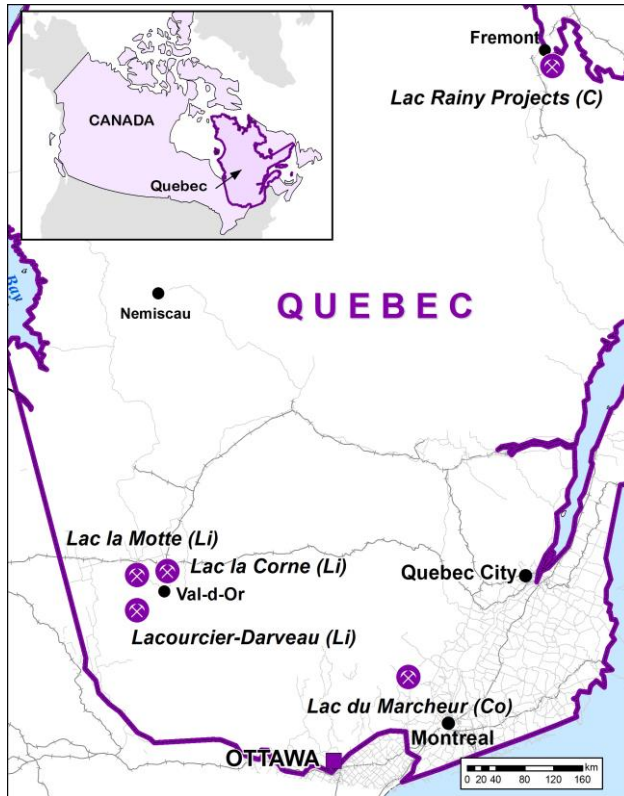 CANADA
Quebec
Fremont
Lac Rainy Projects (C)
Bay
Nemiscau
QUEBEC
Lac la Motte (Li)
Lac la Corne (Li)
Val-d-Or
Lacourcier-Darveau (Li)
Quebec City
Lac du Marcheur (Co)
Montreal
OTTAWA
km
0 20 40 80 120 160